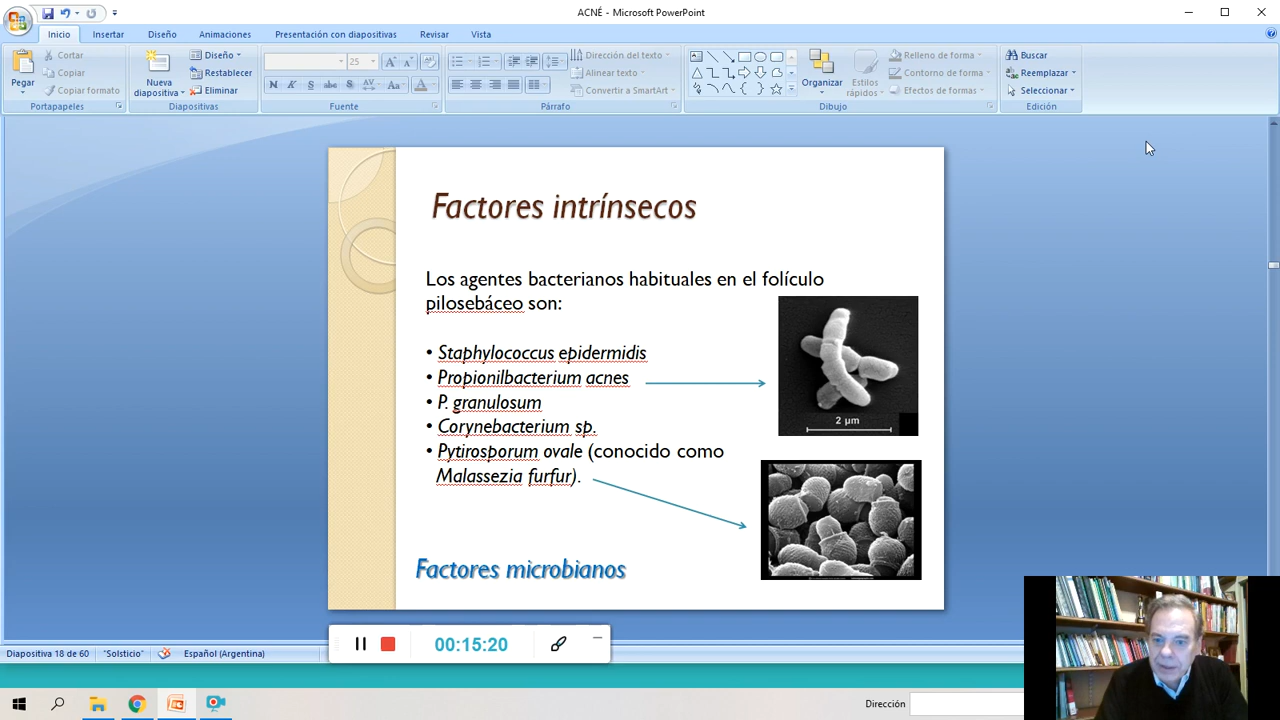 ACNÉ - Microsoft PowerPoint
Inicio Insertar Diseño Animaciones Presentación con diapositivas Revisar Vista
Pegar
Cortar
Copiar
Copiar formato
Portapapeles
Nueva
diapositiva
Diseño
Restablecer
Eliminar
Diapositivas
25
Fuente
Dirección del texto
Alinear texto
Convertir a SmartArt
Párrafo
Organizar
Estilos
rápidos
Relleno de forma
Contorno de forma
Efectos de formas
Dibujo
Buscar
Reemplazar
Seleccionar
Edición
Factores intrínsecos
Los agentes bacterianos habituales en el folículo
pilosebáceo son:
• Staphylococcus epidermidis
• Propionilbacterium acnes
• P. granulosum
• Corynebacterium sp.
• Pytirosporum ovale (conocido como
Malassezia furfur).
2 µm
Factores microbianos
00:15:20
Diapositiva 18 de 60 "Solsticio" Español (Argentina)
Dirección